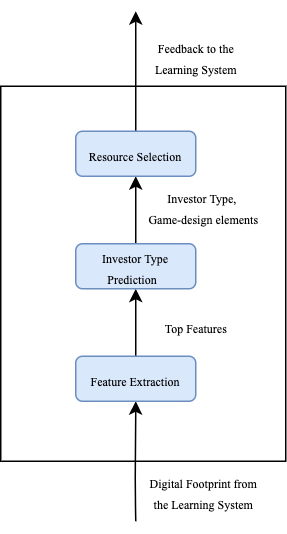 Feedback to the
Learning System
Resource Selection
Investor Type,
Game-design elements
Investor Type
Prediction
Top Features
Feature Extraction
Digital Footprint from
the Learning System